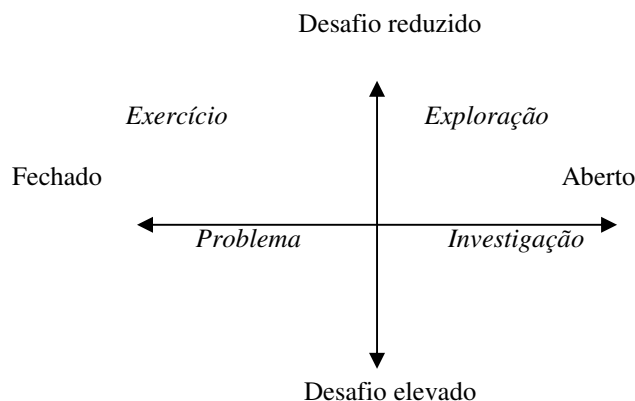 Desafio reduzido
Exercício Exploração
Fechado Aberto
Problema Investigação
Desafio elevado